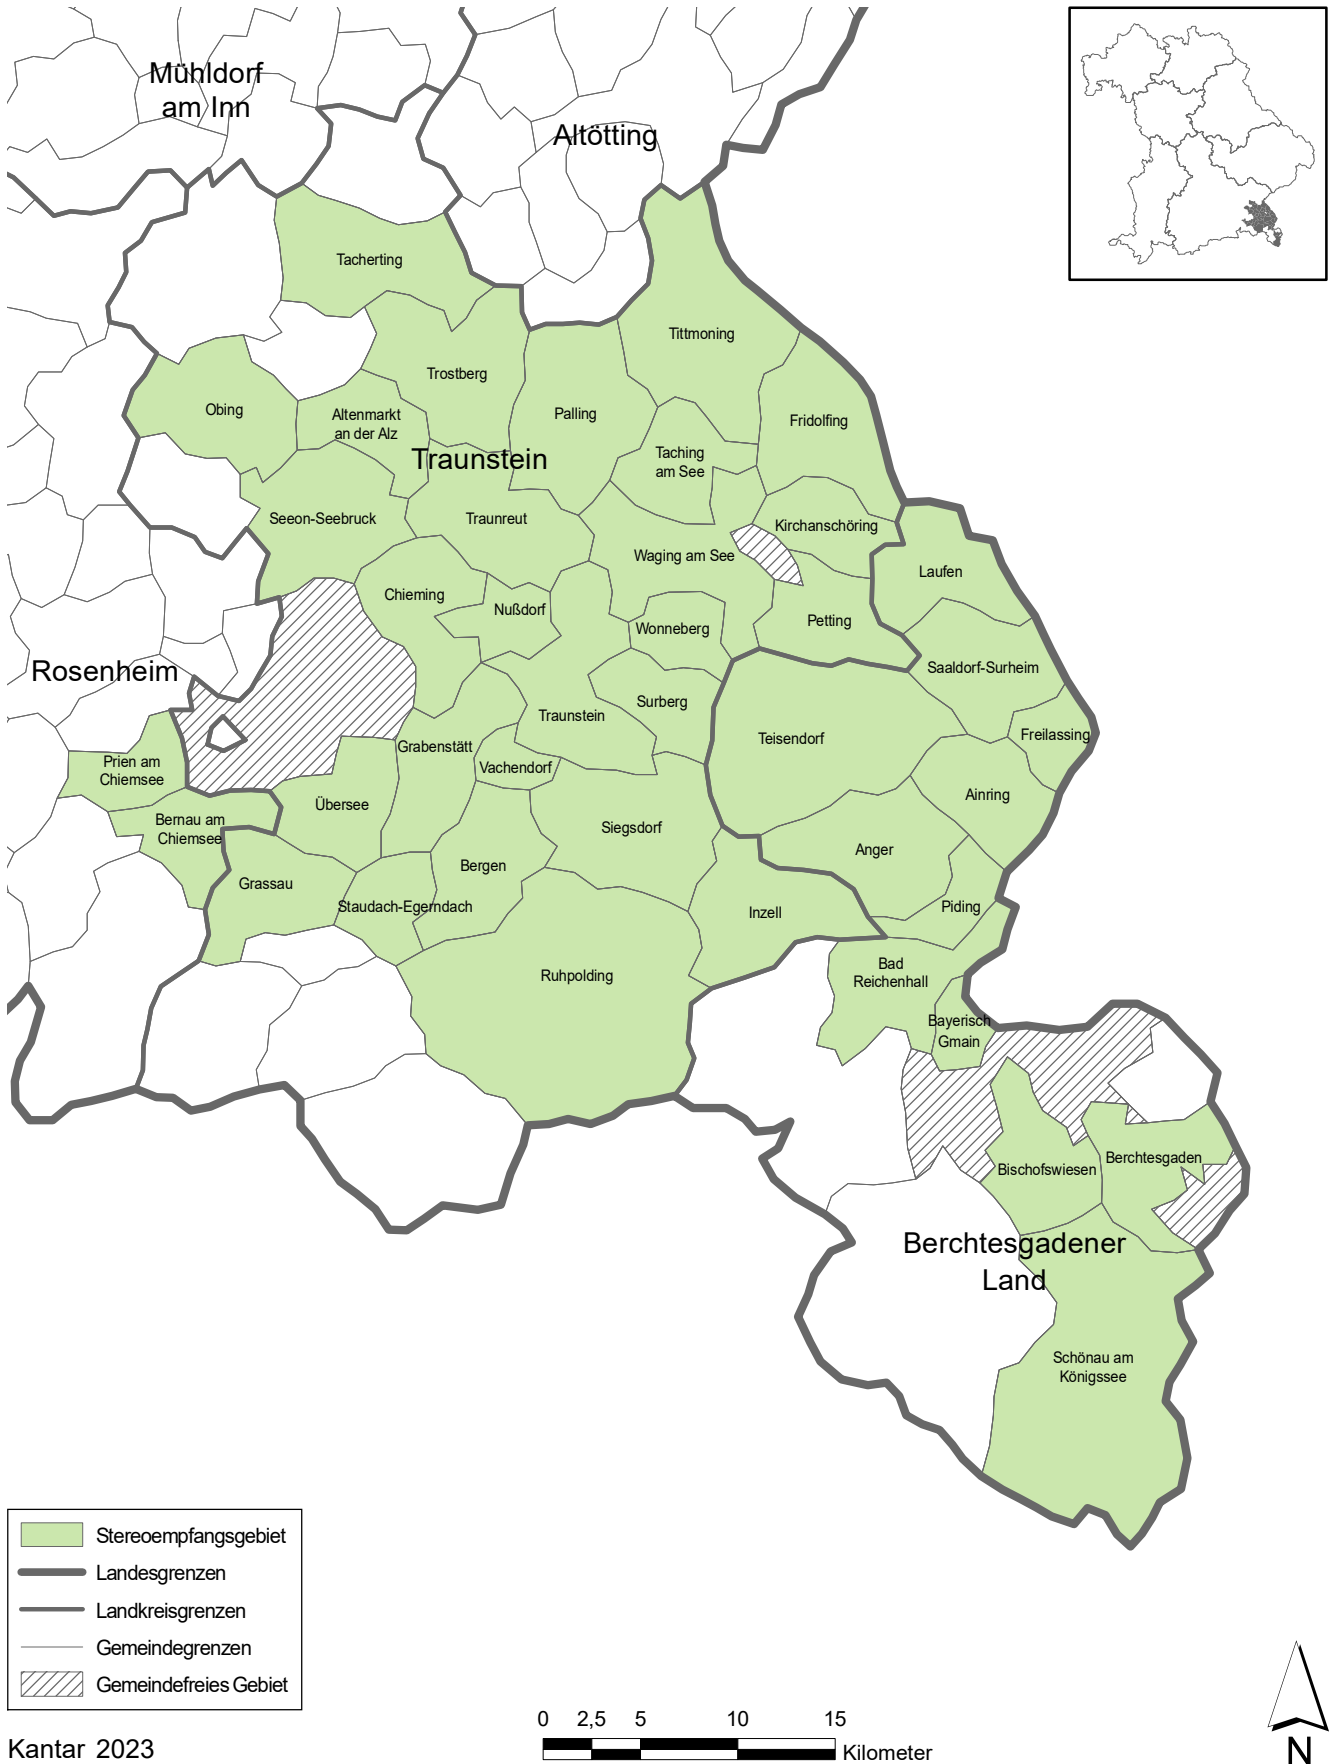 Mühldorf
am Inn
Altötting
Tacherting
Tittmoning
Trostberg
Obing
Altenmarkt
an der Alz
Palling
Fridolfing
Traunstein
Taching
am See
Seeon-Seebruck
Traunreut
Kirchanschöring
Waging am See
Laufen
Chieming
Nußdorf
Petting
Wonneberg
Rosenheim
Saaldorf-Surheim
Surberg
Traunstein
Teisendorf
Freilassing
Grabenstätt
Prien am
Chiemsee
Vachendorf
Übersee
Ainring
Bernau am
Chiemsee
Siegsdorf
Anger
Bergen
Grassau
Staudach-Egerndach
Inzell
Piding
Ruhpolding
Bad
Reichenhall
Bayerisch
Gmain
Bischofswiesen
Berchtesgaden
Berchtesgadener
Land
Schönau am
Königssee
Stereoempfangsgebiet
Landesgrenzen
Landkreisgrenzen
Gemeindegrenzen
Gemeindefreies Gebiet
Kantar 2023
0 2,5 5 10 15
Kilometer
N